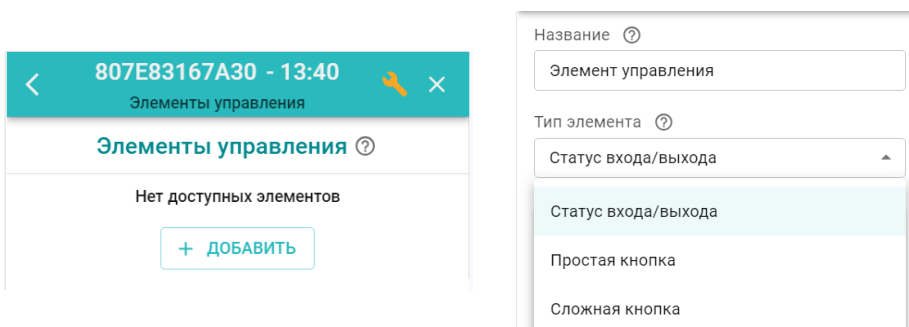 807E83167A30 - 13:40
Элементы управления
Элементы управления
Нет доступных элементов
+ ДОБАВИТЬ
Название
Элемент управления
Тип элемента
Статус входа/выхода
Статус входа/выхода
Простая кнопка
Сложная кнопка